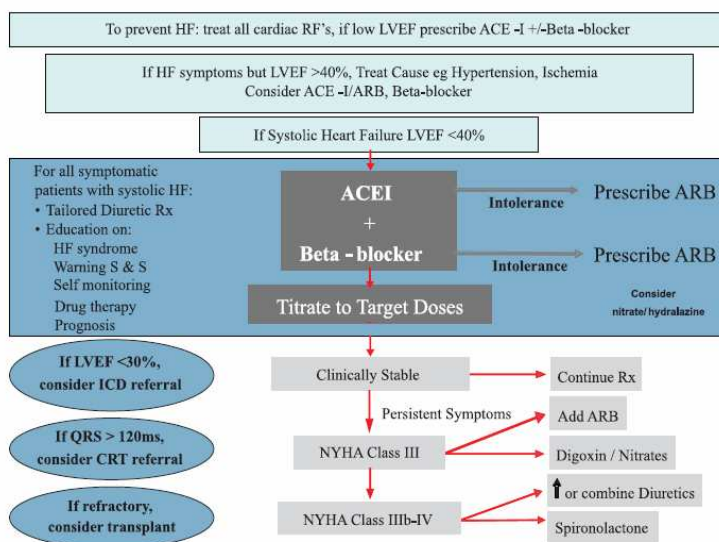 To prevent HF: treat all cardiac RF's, if low LVEF prescribe ACE -I +/-Beta -blocker
If HF symptoms but LVEF >40%, Treat Cause eg Hypertension, Ischemia
Consider ACE -I/ARB, Beta-blocker
If Systolic Heart Failure LVEF <40%
For all symptomatic
patients with systolic HF:
• Tailored Diuretic Rx
• Education on:
HF syndrome
Warning S & S
Self monitoring
Drug therapy
Prognosis
ACEI
+
Beta - blocker
Intolerance
Prescribe ARB
Intolerance
Prescribe ARB
Titrate to Target Doses
Consider
nitrate/ hydralazine
If LVEF <30%,
consider ICD referral
Clinically Stable
Continue Rx
Persistent Symptoms
Add ARB
If QRS > 120ms,
consider CRT referral
NYHA Class III
Digoxin / Nitrates
If refractory,
consider transplant
NYHA Class IIIb-IV
or combine Diuretics
Spironolactone